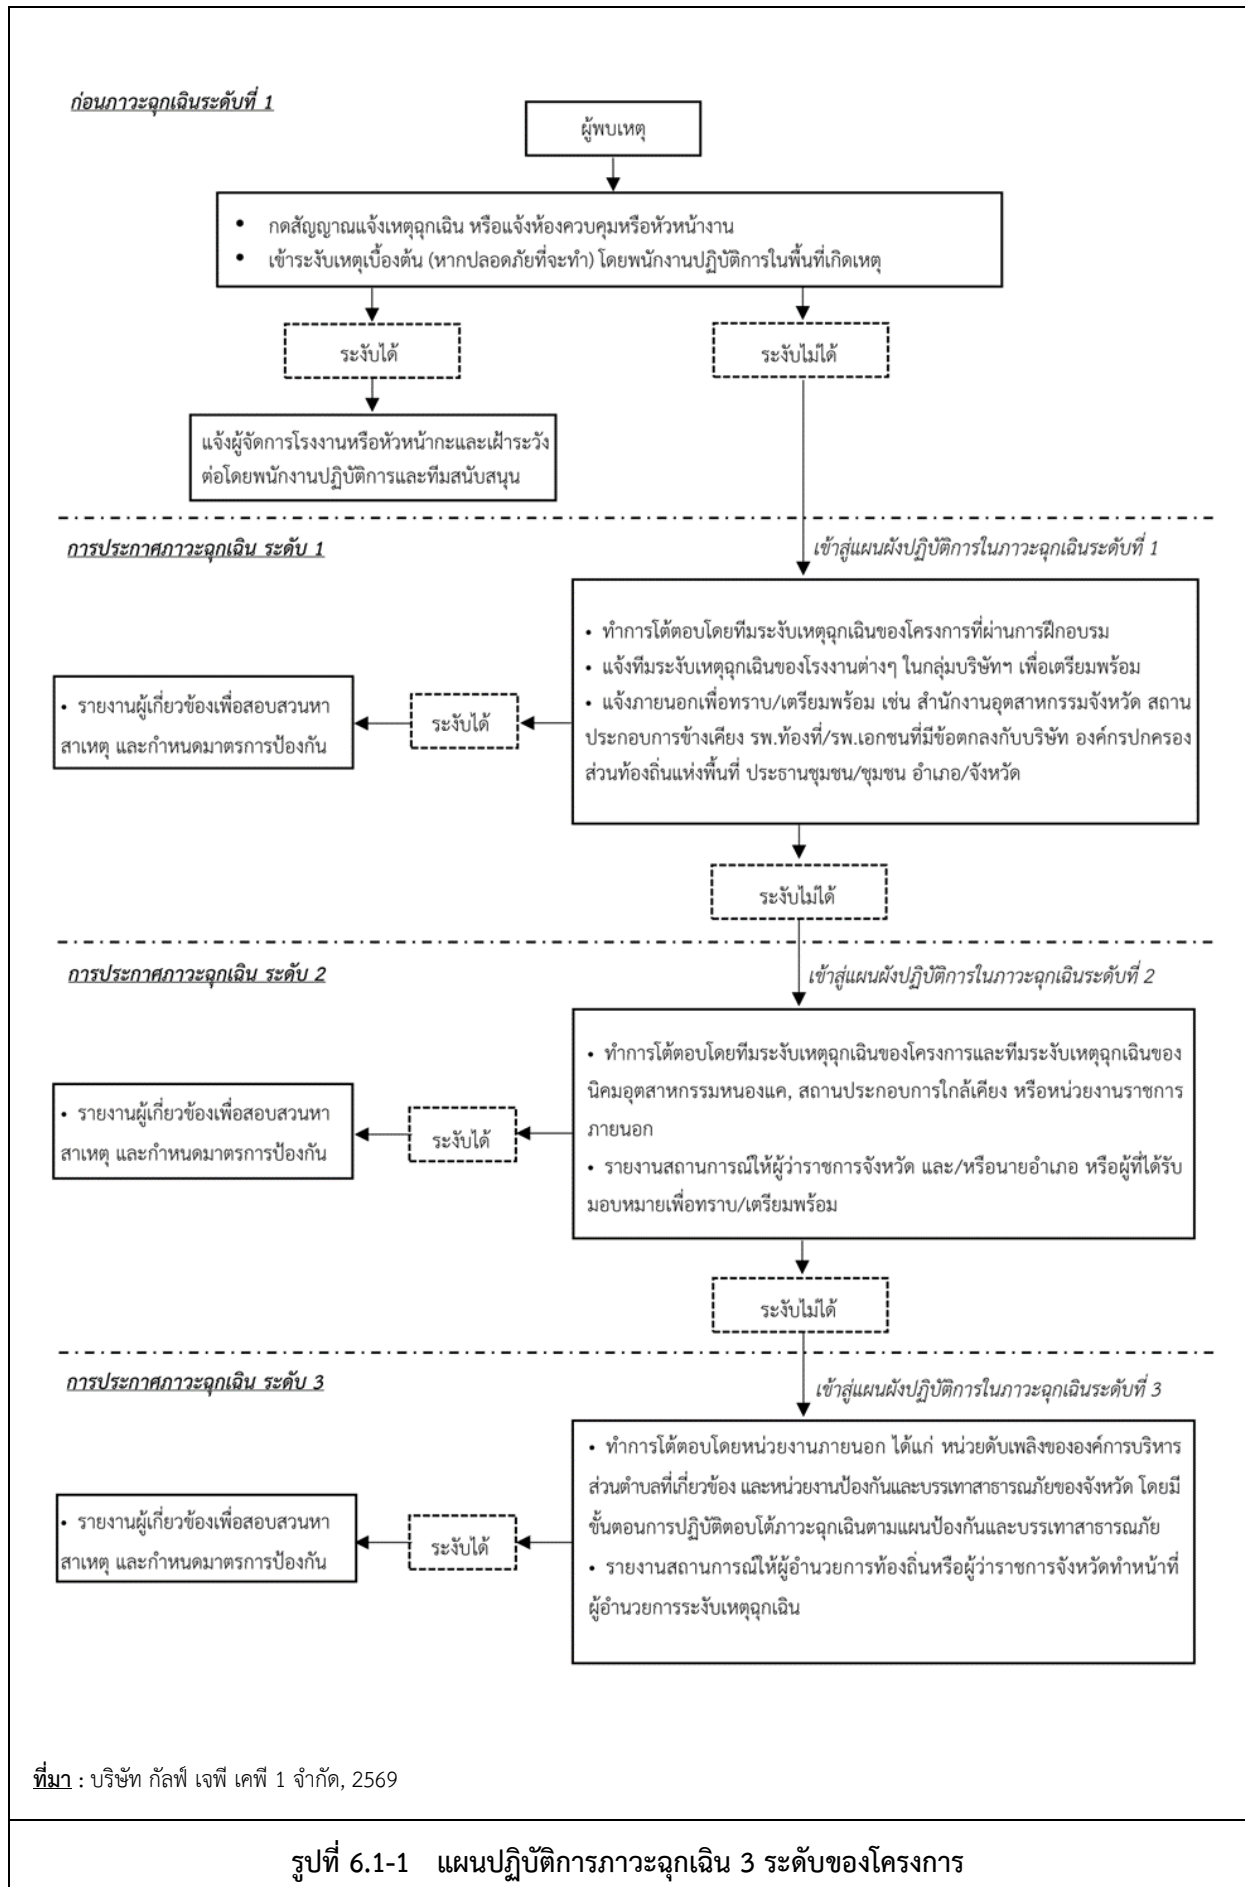 ก่อนภาวะฉุกเฉินระดับที่ 1
ผู้พบเหตุ
• กดสัญญาณแจ้งเหตุฉุกเฉิน หรือแจ้งห้องควบคุมหรือหัวหน้างาน
• เข้าระงับเหตุเบื้องต้น (หากปลอดภัยที่จะทำ) โดยพนักงานปฏิบัติการในพื้นที่เกิดเหตุ
ระงับได้
ระงับไม่ได้
แจ้งผู้จัดการโรงงานหรือหัวหน้ากะและเฝ้าระวัง
ต่อโดยพนักงานปฏิบัติการและทีมสนับสนุน
การประกาศภาวะฉุกเฉิน ระดับ 1
เข้าสู่แผนผังปฏิบัติการในภาวะฉุกเฉินระดับที่ 1
• ทำการโต้ตอบโดยทีมระงับเหตุฉุกเฉินของโครงการที่ผ่านการฝึกอบรม
• แจ้งทีมระงับเหตุฉุกเฉินของโรงงานต่างๆ ในกลุ่มบริษัทฯ เพื่อเตรียมพร้อม
• แจ้งภายนอกเพื่อทราบ/เตรียมพร้อม เช่น สำนักงานอุตสาหกรรมจังหวัด สถาน
ประกอบการข้างเคียง รพ.ท้องที่/รพ.เอกชนที่มีข้อตกลงกับบริษัท องค์กรปกครอง
ส่วนท้องถิ่นแห่งพื้นที่ ประธานชุมชน/ชุมชน อำเภอ/จังหวัด
ระงับได้
• รายงานผู้เกี่ยวข้องเพื่อสอบสวนหา
สาเหตุ และกำหนดมาตรการป้องกัน
ระงับไม่ได้
การประกาศภาวะฉุกเฉิน ระดับ 2
เข้าสู่แผนผังปฏิบัติการในภาวะฉุกเฉินระดับที่ 2
• ทำการโต้ตอบโดยทีมระงับเหตุฉุกเฉินของโครงการและทีมระงับเหตุฉุกเฉินของ
นิคมอุตสาหกรรมหนองแค, สถานประกอบการใกล้เคียง หรือหน่วยงานราชการ
ภายนอก
• รายงานสถานการณ์ให้ผู้ว่าราชการจังหวัด และ/หรือนายอำเภอ หรือผู้ที่ได้รับ
มอบหมายเพื่อทราบ/เตรียมพร้อม
ระงับได้
• รายงานผู้เกี่ยวข้องเพื่อสอบสวนหา
สาเหตุ และกำหนดมาตรการป้องกัน
ระงับไม่ได้
การประกาศภาวะฉุกเฉิน ระดับ 3
เข้าสู่แผนผังปฏิบัติการในภาวะฉุกเฉินระดับที่ 3
• ทำการโต้ตอบโดยหน่วยงานภายนอก ได้แก่ หน่วยดับเพลิงขององค์การบริหาร
ส่วนตำบลที่เกี่ยวข้อง และหน่วยงานป้องกันและบรรเทาสาธารณภัยของจังหวัด โดยมี
ขั้นตอนการปฏิบัติตอบโต้ภาวะฉุกเฉินตามแผนป้องกันและบรรเทาสาธารณภัย
• รายงานสถานการณ์ให้ผู้อำนวยการท้องถิ่นหรือผู้ว่าราชการจังหวัดทำหน้าที่
ผู้อำนวยการระงับเหตุฉุกเฉิน
ระงับได้
• รายงานผู้เกี่ยวข้องเพื่อสอบสวนหา
สาเหตุ และกำหนดมาตรการป้องกัน
ที่มา : บริษัท กัลฟ์ เจพี เคพี 1 จำกัด, 2569
รูปที่ 6.1-1 แผนปฏิบัติการภาวะฉุกเฉิน 3 ระดับของโครงการ